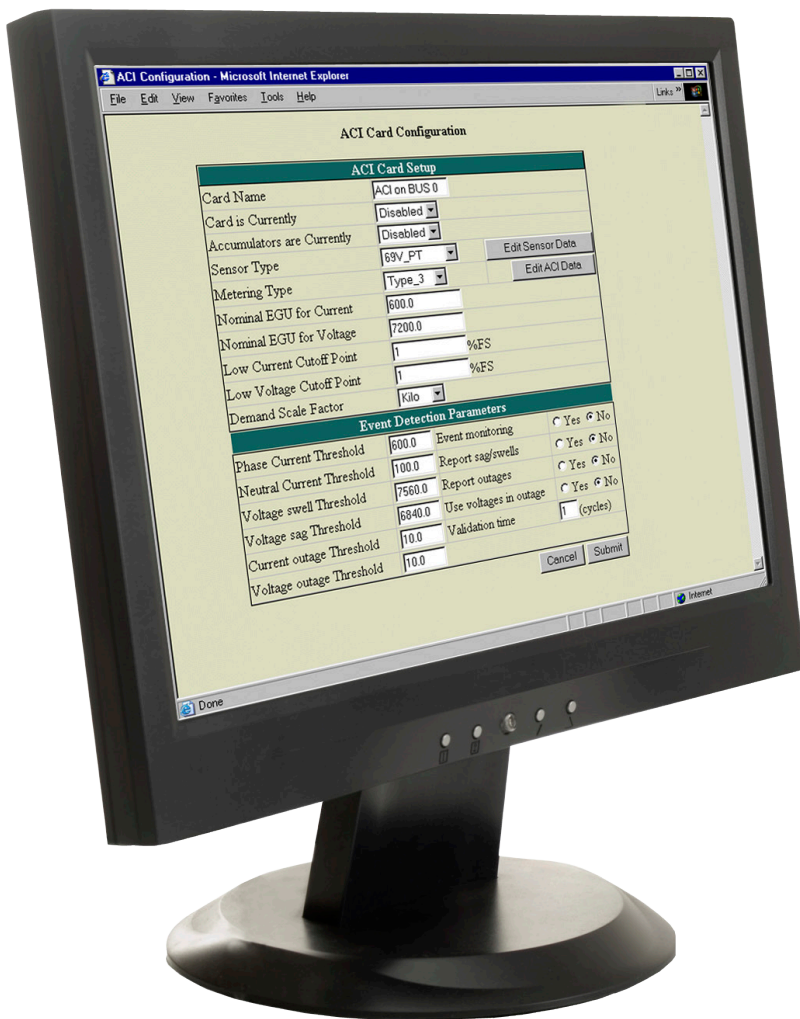 ACI Configuration - Microsoft Internet Explorer
File Edit View Favorites Tools Help Links »
ACI Card Configuration
ACI Card Setup
Card Name ACI on BUS 0
Card is Currently Disabled
Accumulators are Currently Disabled
Sensor Type 69V_PT Edit Sensor Data
Metering Type Type_3 Edit ACI Data
Nominal EGU for Current 600.0
Nominal EGU for Voltage 7200.0
Low Current Cutoff Point 1 %FS
Low Voltage Cutoff Point 1 %FS
Demand Scale Factor Kilo
Event Detection Parameters
Phase Current Threshold 600.0 Event monitoring Yes No
Neutral Current Threshold 100.0 Report sag/swells Yes No
Voltage swell Threshold 7560.0 Report outages Yes No
Voltage sag Threshold 6840.0 Use voltages in outage Yes No
Current outage Threshold 10.0 Validation time 1 (cycles)
Voltage outage Threshold 10.0
Cancel Submit
Done Internet